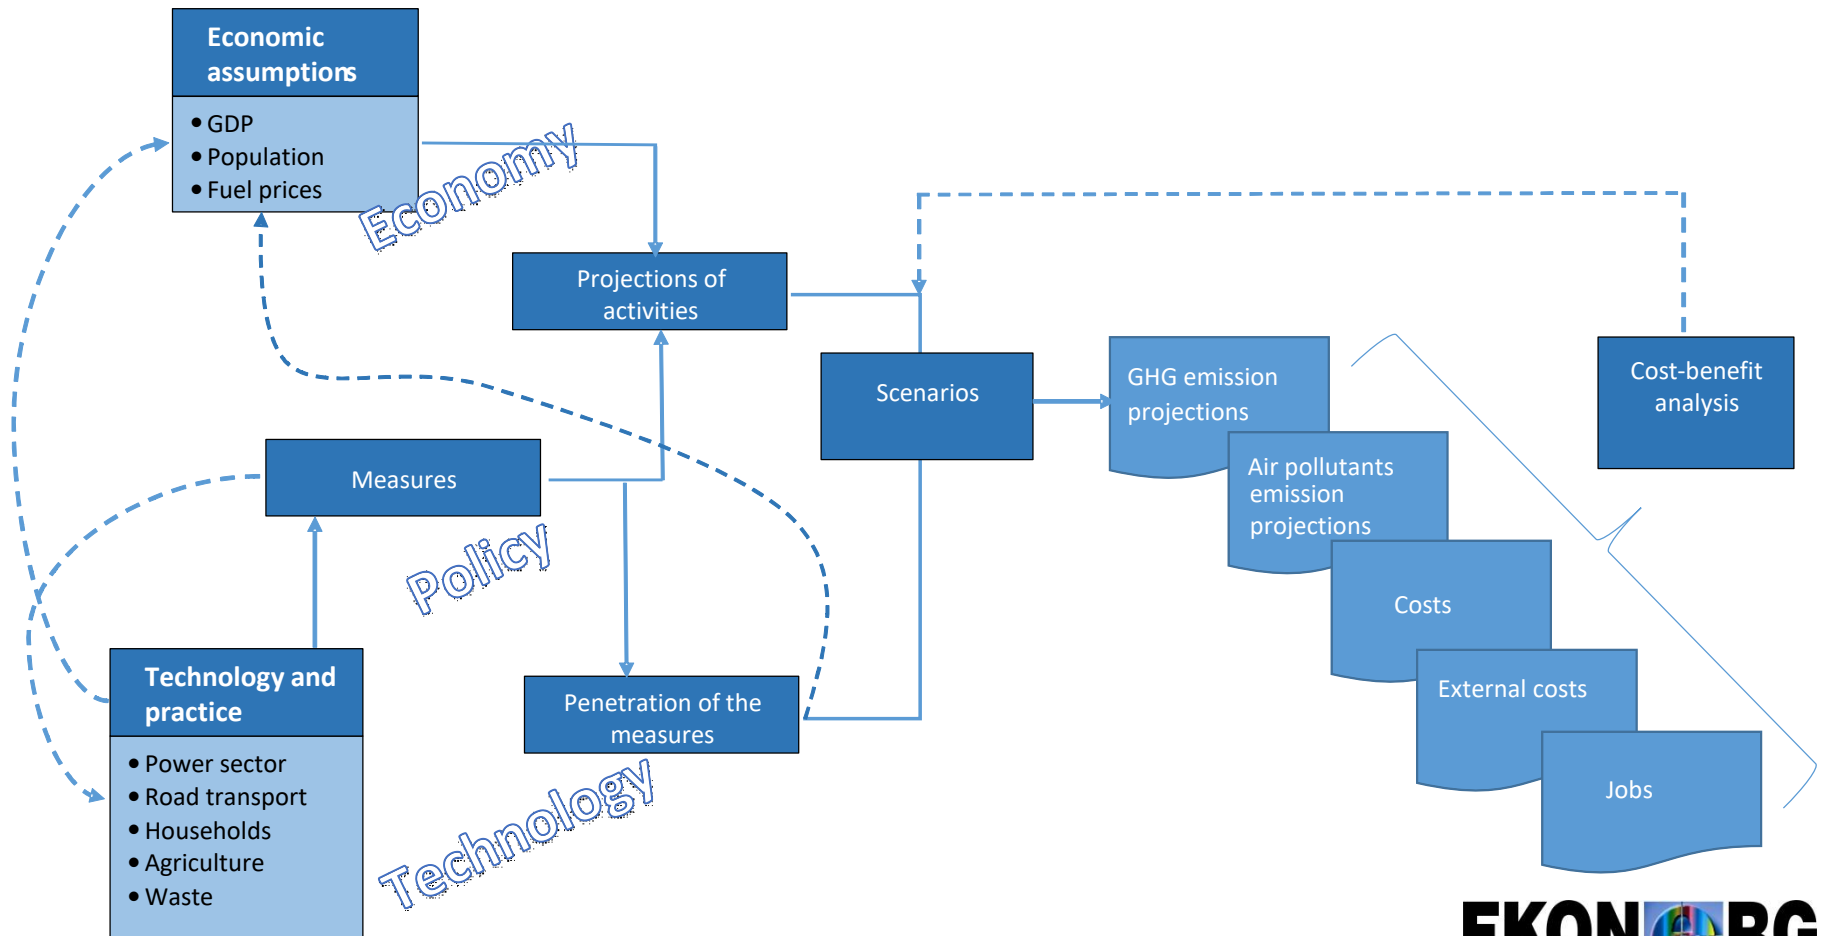 Economic
assumptions
• GDP
• Population
• Fuel prices
Economy
Projections of
activities
Scenarios
GHG emission
projections
Cost-benefit
analysis
Air pollutants
emission
projections
Measures
Policy
Costs
Technology and
practice
Penetration of the
measures
External costs
• Power sector
• Road transport
• Households
• Agriculture
• Waste
Technology
Jobs
EKON RG